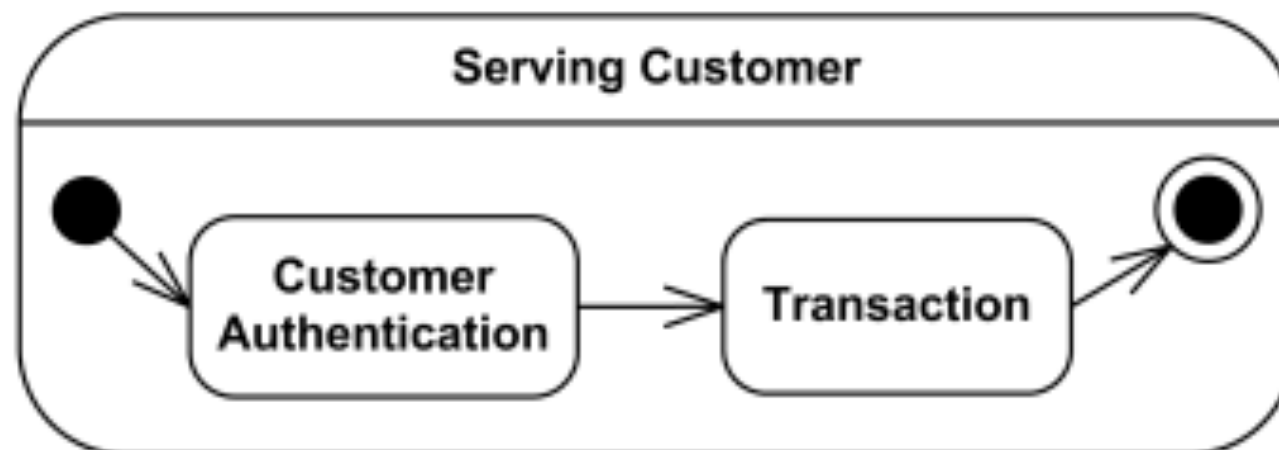 Serving Customer
Customer
Authentication
Transaction